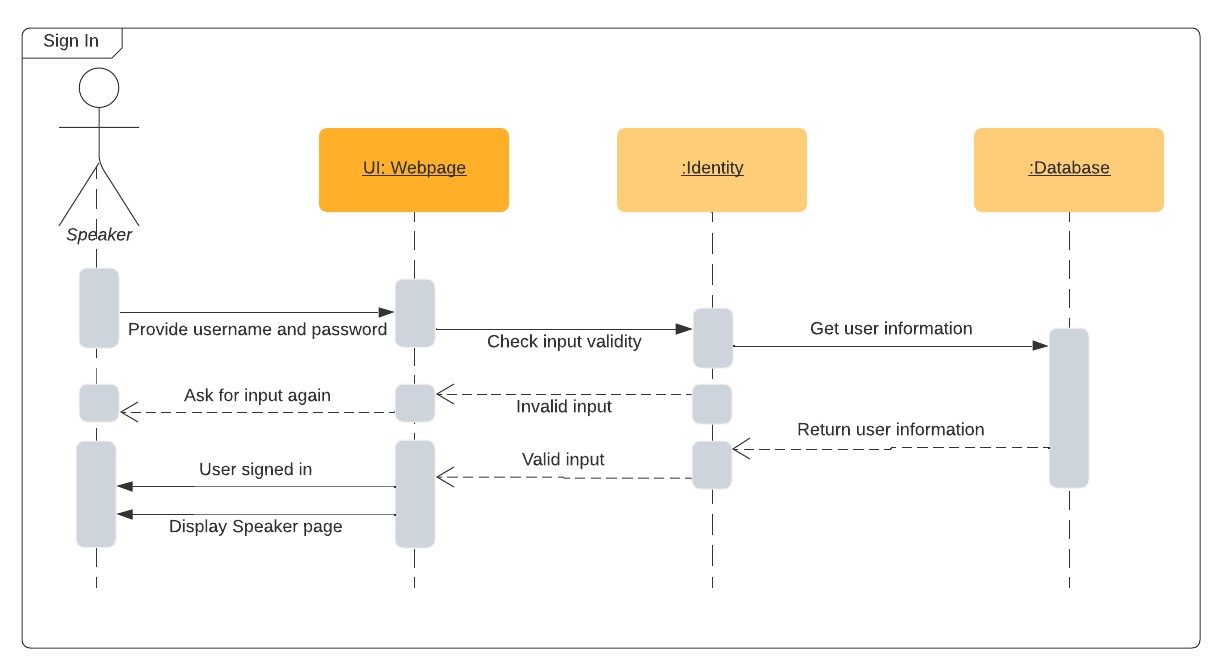 Sign In
Speaker
UI: Webpage
:Identity
:Database
Provide username and password
Check input validity
Get user information
Ask for input again
Invalid input
Return user information
User signed in
Valid input
Display Speaker page